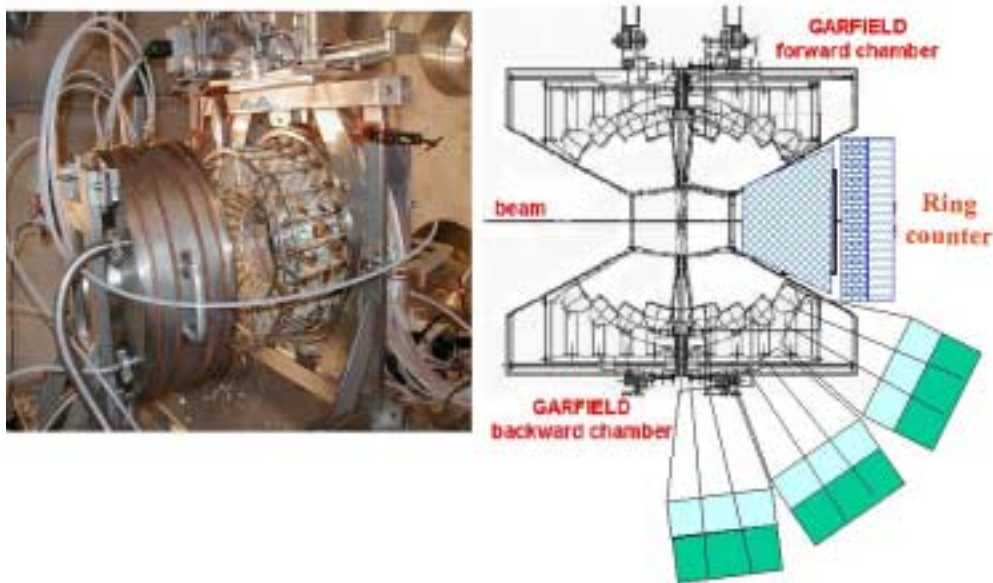 GARFIELD
forward chamber
beam
Ring
counter
GARFIELD
backward chamber